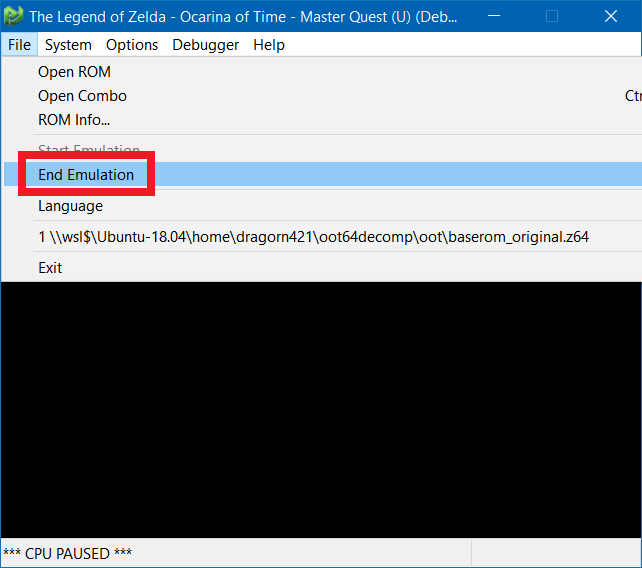 The Legend of Zelda - Ocarina of Time - Master Quest (U) (Deb...
File System Options Debugger Help
Open ROM
Open Combo Ctr
ROM Info...
Start Emulation
End Emulation
Language
1 \\wsl$\Ubuntu-18.04\home\dragorn421\oot64decomp\oot\baserom_original.z64
Exit
*** CPU PAUSED ***